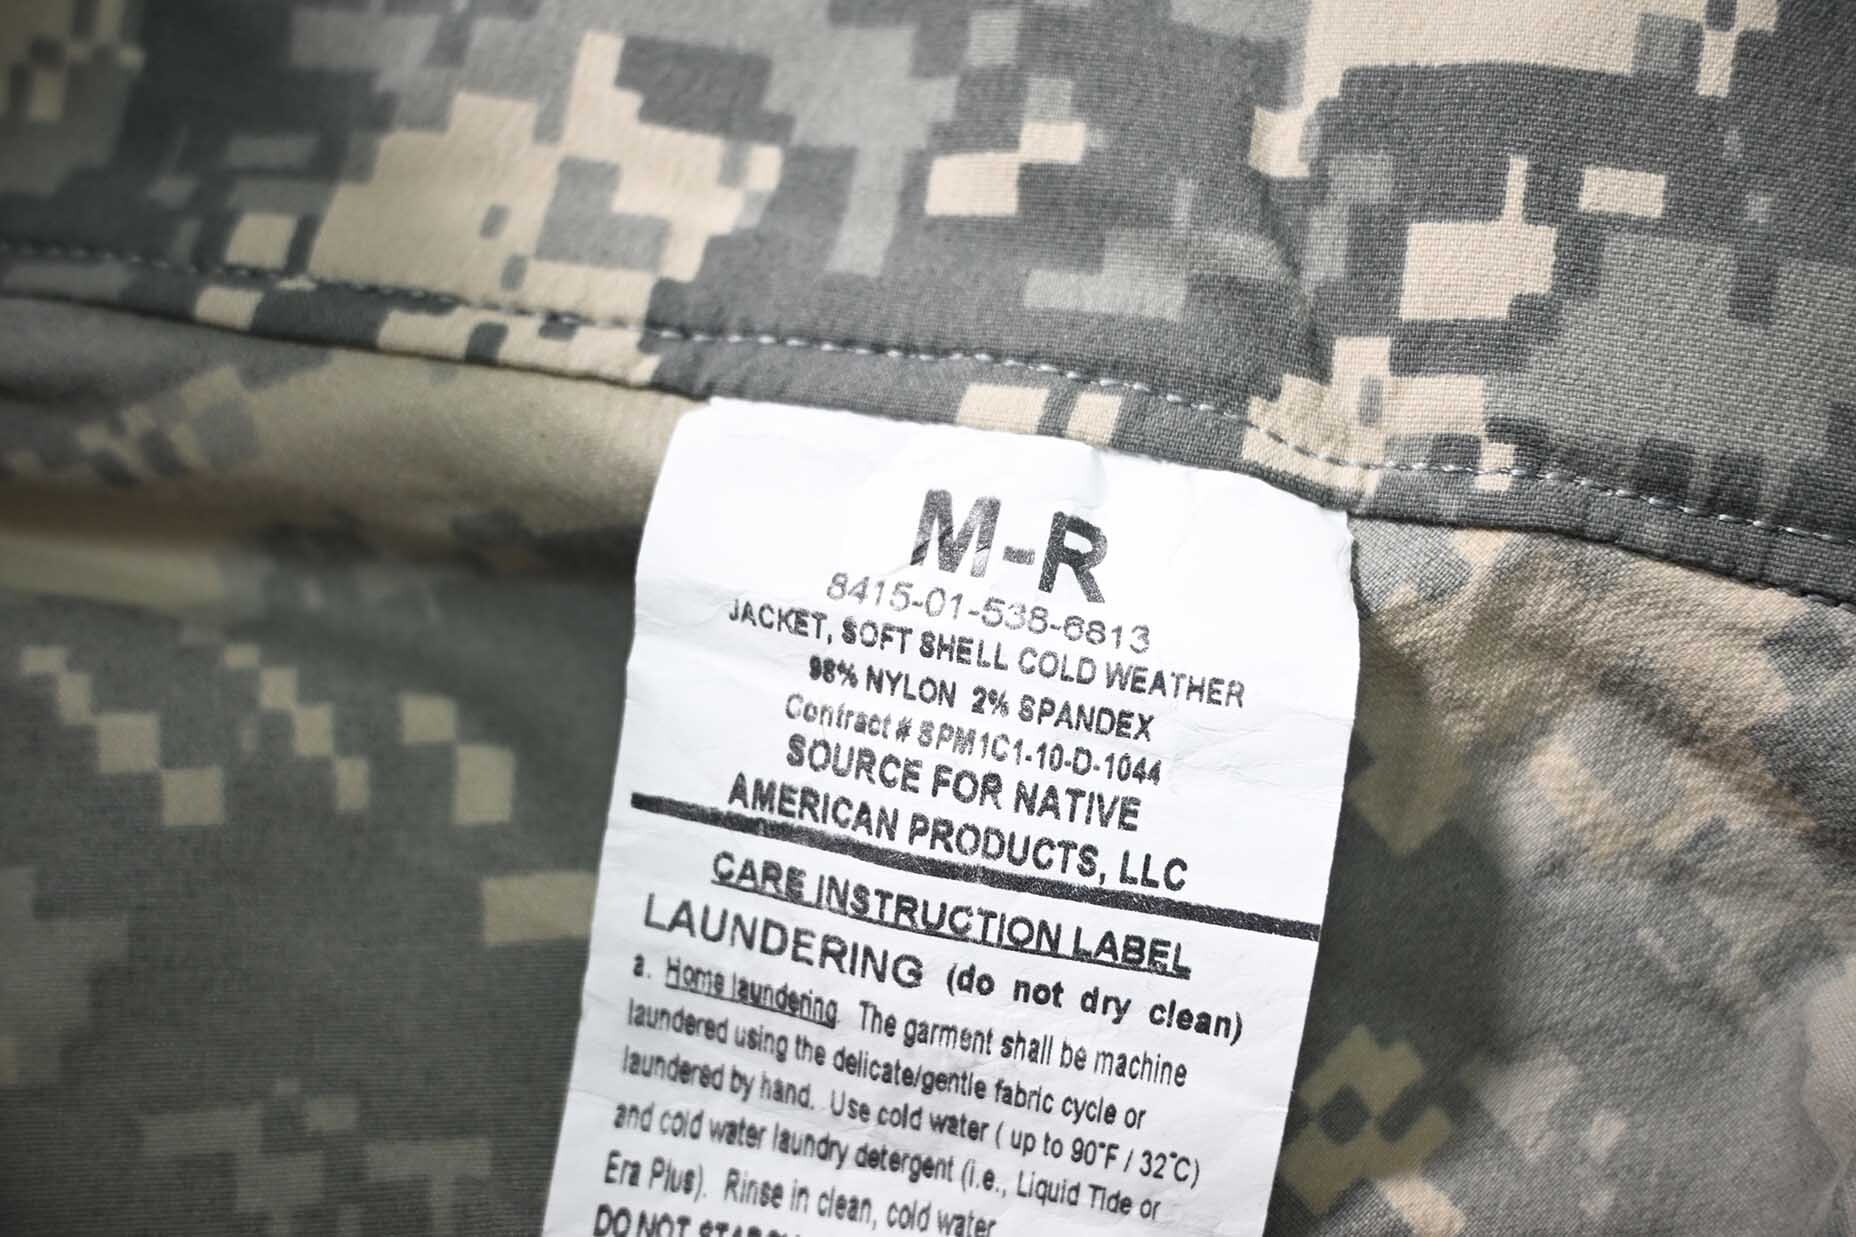 M-R
8415-01-538-6813
JACKET, SOFT SHELL COLD WEATHER
98% NYLON 2% SPANDEX
Contract # SPM1C1-10-D-1044
SOURCE FOR NATIVE
AMERICAN PRODUCTS, LLC
CARE INSTRUCTION LABEL
LAUNDERING (do not dry clean)
a. Home laundering. The garment shall be machine
laundered using the delicate/gentle fabric cycle or
laundered by hand. Use cold water ( up to 90°F / 32°C)
and cold water laundry detergent (i.e., Liquid Tide or
Era Plus). Rinse in clean, cold water
DO NOT